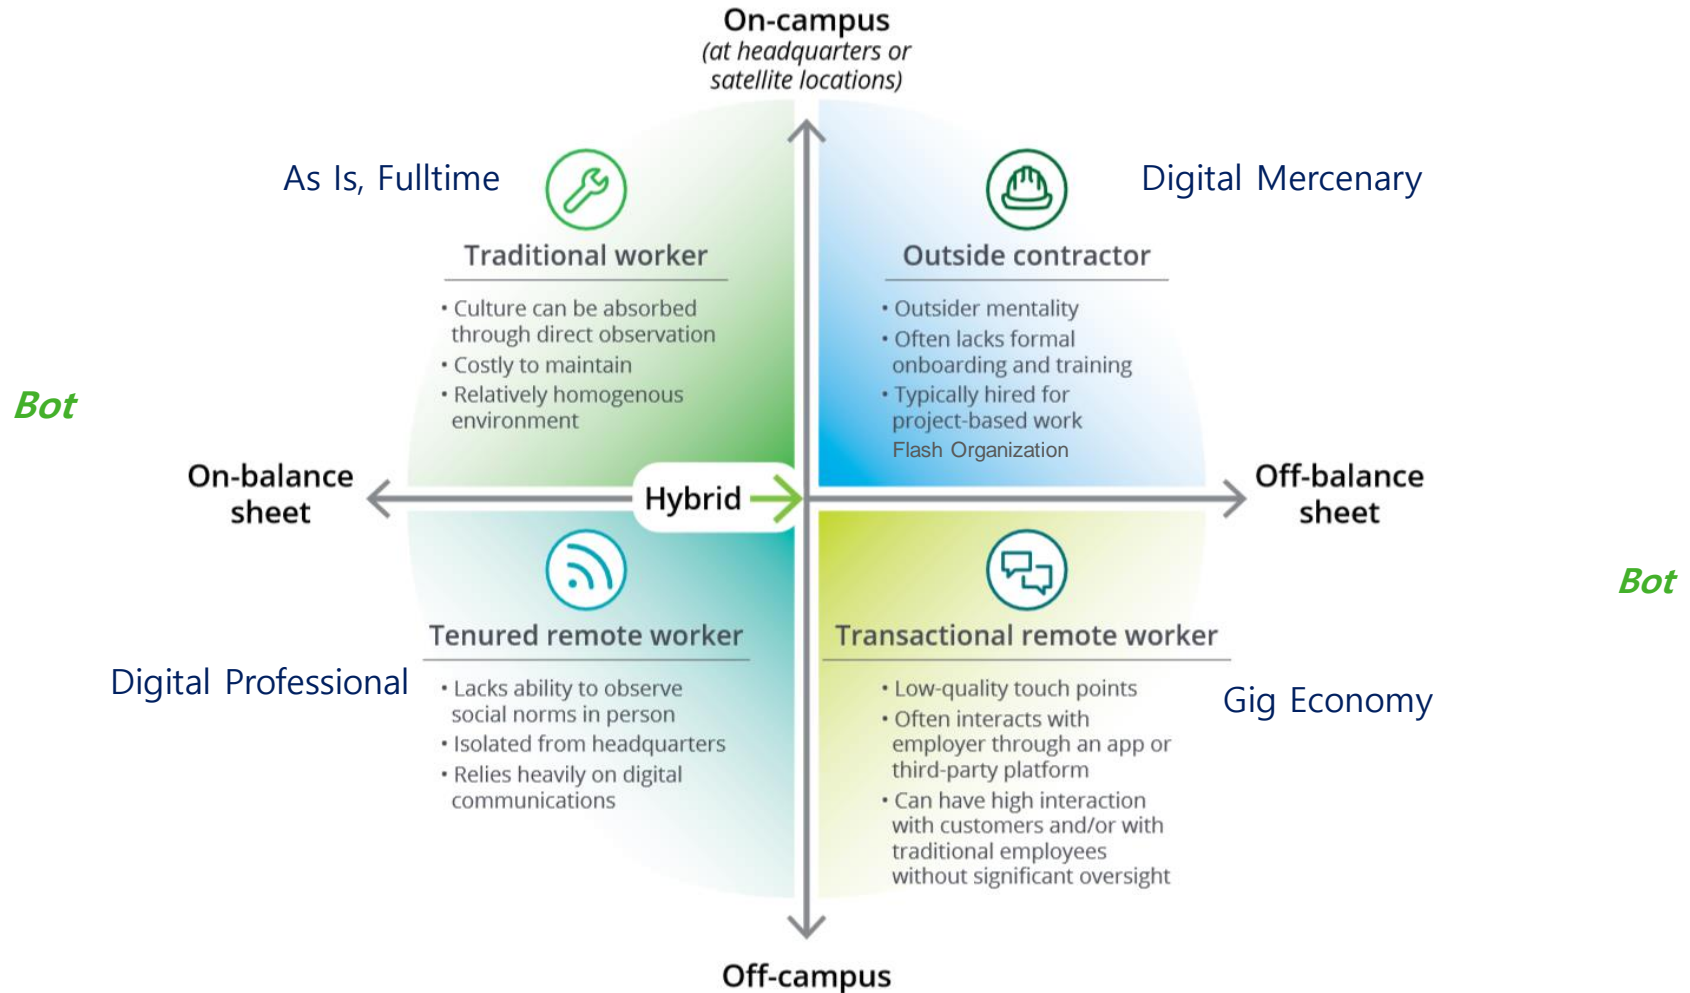 On-campus
(at headquarters or
satellite locations)
As Is, Fulltime
Digital Mercenary
Traditional worker
• Culture can be absorbed
through direct observation
• Costly to maintain
• Relatively homogenous
environment
Outside contractor
• Outsider mentality
• Often lacks formal
onboarding and training
• Typically hired for
project-based work
Flash Organization
Bot
On-balance
sheet
Hybrid
Off-balance
sheet
Bot
Tenured remote worker
Digital Professional
• Lacks ability to observe
social norms in person
• Isolated from headquarters
• Relies heavily on digital
communications
Transactional remote worker
• Low-quality touch points
• Often interacts with
employer through an app or
third-party platform
• Can have high interaction
with customers and/or with
traditional employees
without significant oversight
Gig Economy
Off-campus